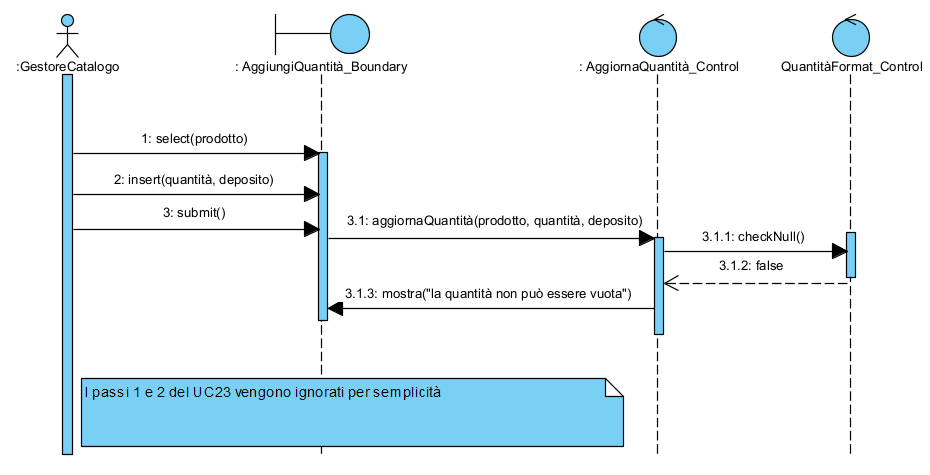 :GestoreCatalogo
: AggiungiQuantità_Boundary
: AggiornaQuantità_Control
QuantitàFormat_Control
1: select(prodotto)
2: insert(quantità, deposito)
3: submit()
3.1: aggiornaQuantità(prodotto, quantità, deposito)
3.1.1: checkNull()
3.1.2: false
3.1.3: mostra("la quantità non può essere vuota")
I passi 1 e 2 del UC23 vengono ignorati per semplicità